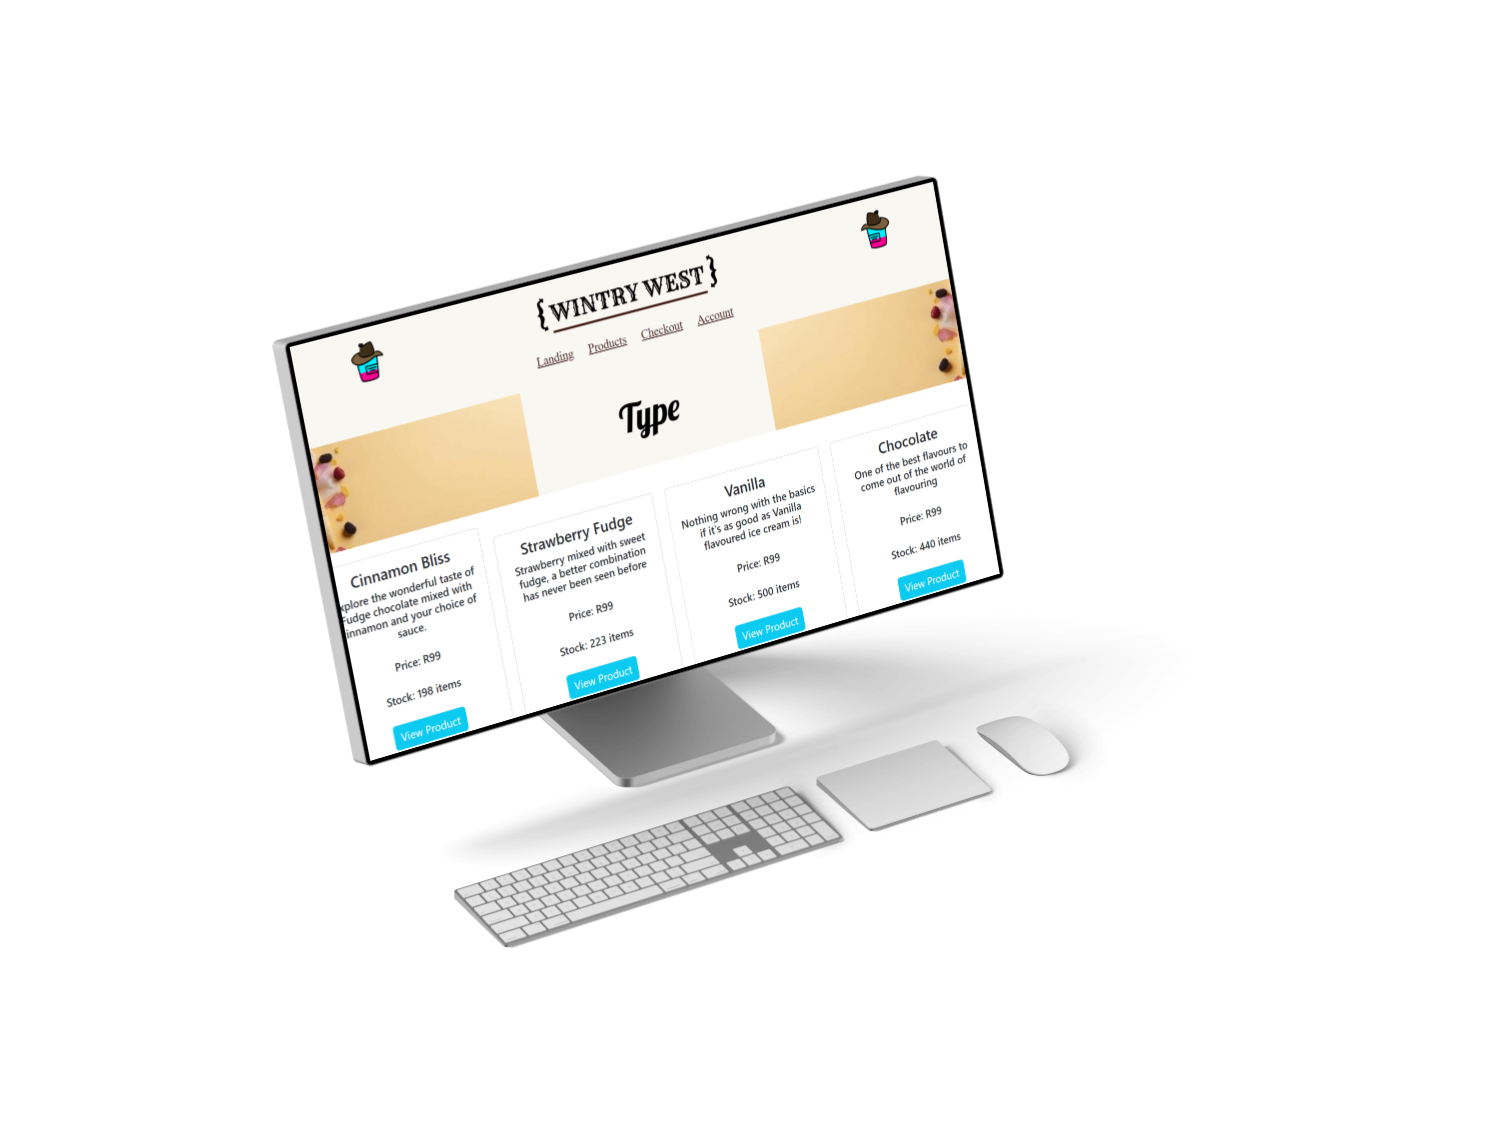 { WINTRY WEST }
Landing Products Checkout Account
Type
Cinnamon Bliss
xplore the wonderful taste of
Fudge chocolate mixed with
innamon and your choice of
sauce.
Price: R99
Stock: 198 items
View Product
Strawberry Fudge
Strawberry mixed with sweet
fudge, a better combination
has never been seen before
Price: R99
Stock: 223 items
View Product
Vanilla
Nothing wrong with the basics
if it's as good as Vanilla
flavoured ice cream is!
Price: R99
Stock: 500 items
View Product
Chocolate
One of the best flavours to
come out of the world of
flavouring
Price: R99
Stock: 440 items
View Product